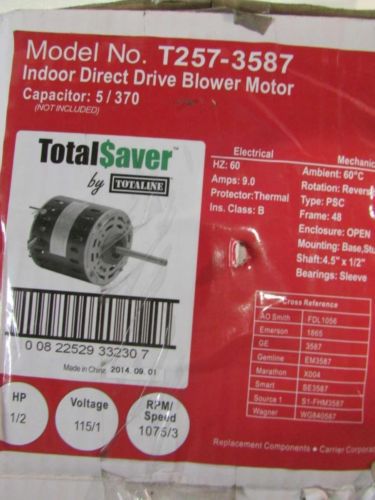 Model No. T257-3587
Indoor Direct Drive Blower Motor
Capacitor: 5 / 370
(NOT INCLUDED)
Total$aver™
by TOTALINE
Electrical
HZ: 60
Amps: 9.0
Protector:Thermal
Ins. Class: B
Mechanic
Ambient: 60°C
Rotation: Revers
Type: PSC
Frame: 48
Enclosure: OPEN
Mounting: Base,Stu
Shaft:4.5" x 1/2"
Bearings: Sleeve
Cross Reference
AO Smith FDL1056
Emerson 1865
GE 3587
Gemline EM3587
Marathon X004
Smart SE3587
Source 1 S1-FHM3587
Wagner WG840587
0 08 22529 33230 7
Made in China 2014. 09. 01
HP
1/2
Voltage
115/1
RPM/
Speed
1075/3
Replacement Components Carrier Corporat